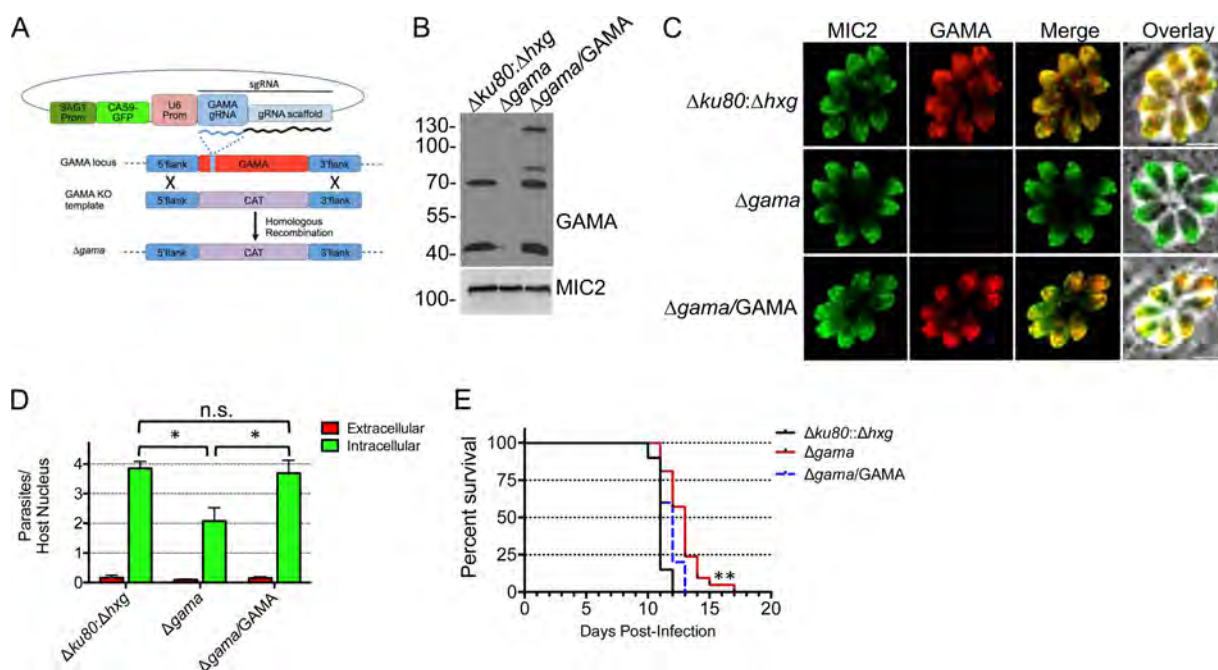 A
sgRNA
SAG1 Prom
CAS9-GFP
U6 Prom
GAMA gRNA
gRNA scaffold
GAMA locus
5'flank
GAMA
3'flank
X
X
GAMA KO template
5'flank
CAT
3'flank
Homologous Recombination
Δgama
5'flank
CAT
3'flank
B
Δku80:Δhxg
Δgama
Δgama/GAMA
130-
100-
70-
55-
40-
GAMA
100-
MIC2
C
MIC2 GAMA Merge Overlay
Δku80:Δhxg
Δgama
Δgama/GAMA
D
n.s.
* *
Extracellular
Intracellular
Parasites/
Host Nucleus
4
3
2
1
0
Δku80:Δhxg
Δgama
Δgama/GAMA
E
Percent survival
100
75
50
25
0
**
0 5 10 15 20
Days Post-Infection
Δku80::Δhxg
Δgama
Δgama/GAMA